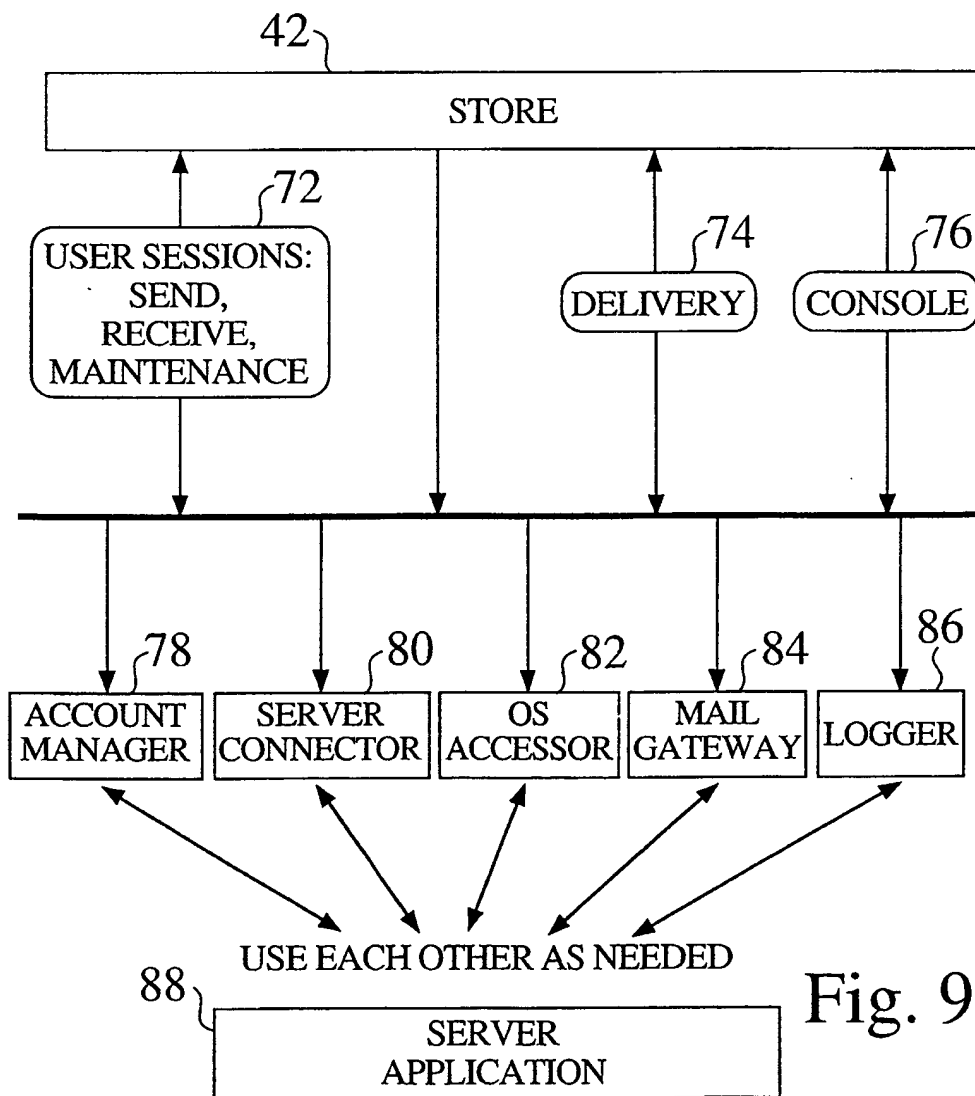 42
STORE
72
USER SESSIONS:
SEND,
RECEIVE,
MAINTENANCE
74
DELIVERY
76
CONSOLE
78
ACCOUNT
MANAGER
80
SERVER
CONNECTOR
82
OS
ACCESSOR
84
MAIL
GATEWAY
86
LOGGER
USE EACH OTHER AS NEEDED
88
SERVER
APPLICATION
Fig. 9